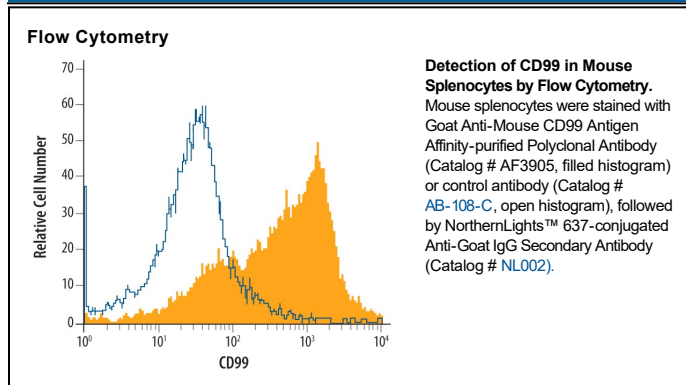 Flow Cytometry
Relative Cell Number
70
60
50
40
30
20
10
0
10⁰
10¹
10²
10³
10⁴
CD99
Detection of CD99 in Mouse
Splenocytes by Flow Cytometry.
Mouse splenocytes were stained with
Goat Anti-Mouse CD99 Antigen
Affinity-purified Polyclonal Antibody
(Catalog # AF3905, filled histogram)
or control antibody (Catalog #
AB-108-C, open histogram), followed
by NorthernLights™ 637-conjugated
Anti-Goat IgG Secondary Antibody
(Catalog # NL002).